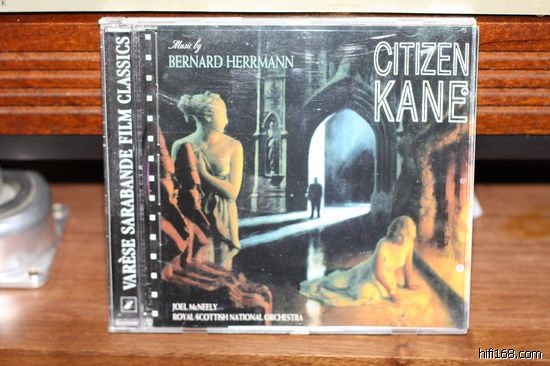 VARÈSE SARABANDE FILM CLASSICS
Music by
BERNARD HERRMANN
CITIZEN
KANE
JOEL McNEELY
ROYAL SCOTTISH NATIONAL ORCHESTRA
hifi168.com